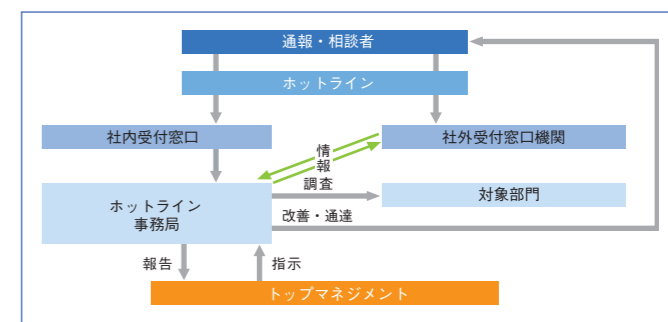 通報・相談者
ホットライン
社内受付窓口
社外受付窓口機関
情
報
調査
ホットライン
事務局
対象部門
改善・通達
報告
指示
トップマネジメント